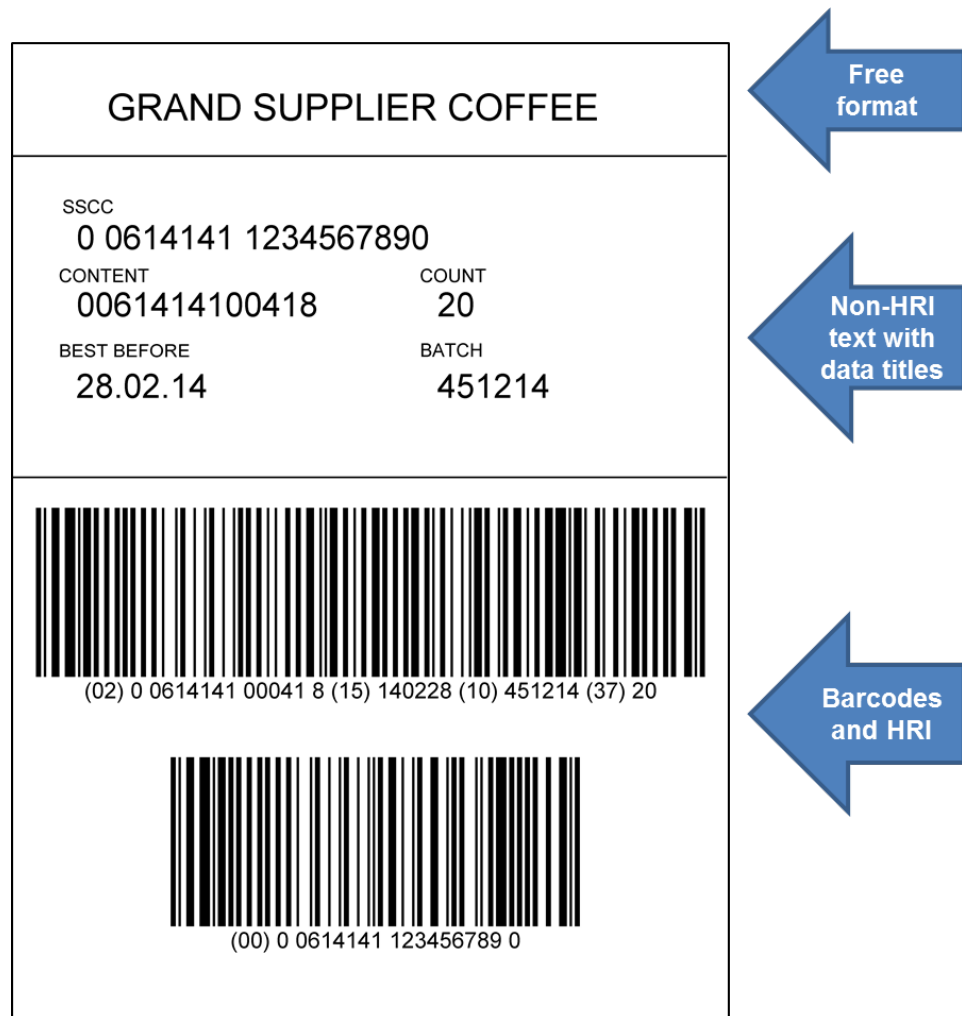 GRAND SUPPLIER COFFEE
Free
format
SSCC
0 0614141 1234567890
CONTENT
0061414100418
COUNT
20
BEST BEFORE
28.02.14
BATCH
451214
Non-HRI
text with
data titles
(02) 0 0614141 00041 8 (15) 140228 (10) 451214 (37) 20
(00) 0 0614141 123456789 0
Barcodes
and HRI